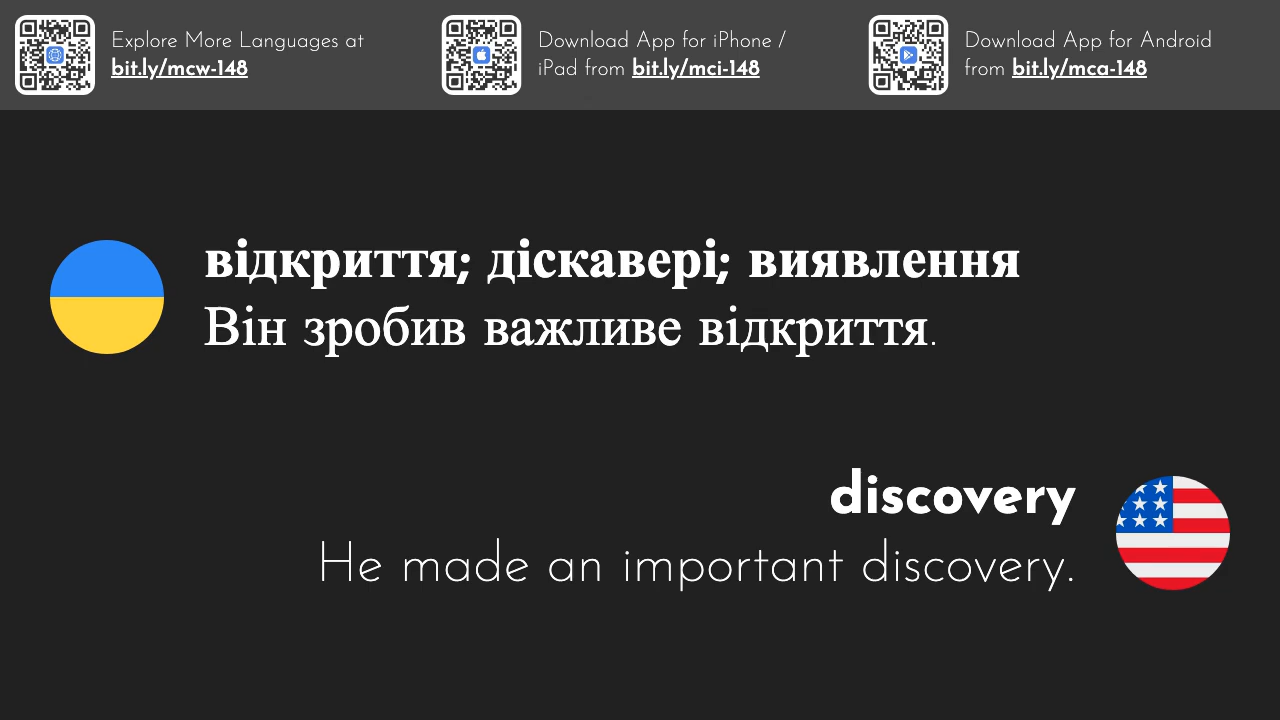 Explore More Languages at
bit.ly/mcw-148
Download App for iPhone /
iPad from bit.ly/mci-148
Download App for Android
from bit.ly/mca-148
відкриття; діскавері; виявлення
Він зробив важливе відкриття.
discovery
He made an important discovery.